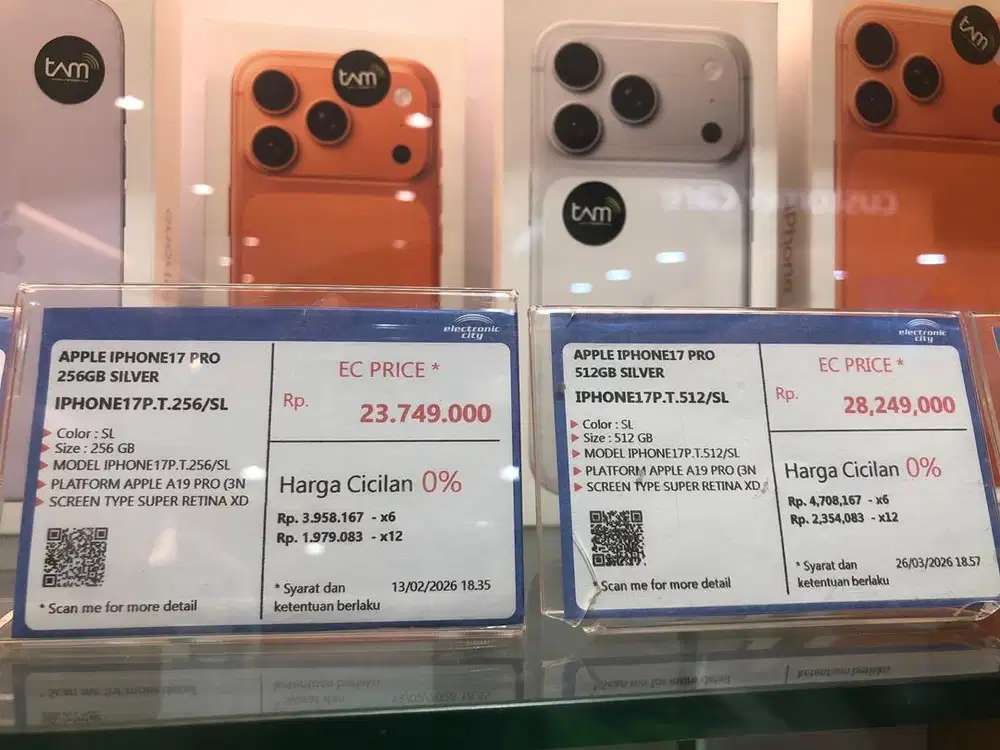 tam
tam
tam
tam
CUSTOMER CARE
iPhone
electronic
city
APPLE IPHONE17 PRO
256GB SILVER
IPHONE17P.T.256/SL
Color : SL
Size : 256 GB
MODEL IPHONE17P.T.256/SL
PLATFORM APPLE A19 PRO (3N
SCREEN TYPE SUPER RETINA XD
* Scan me for more detail
EC PRICE *
Rp.
23.749.000
Harga Cicilan 0%
Rp. 3.958.167 - x6
Rp. 1.979.083 - x12
* Syarat dan
ketentuan berlaku
13/02/2026 18.35
electronic
city
APPLE IPHONE17 PRO
512GB SILVER
IPHONE17P.T.512/SL
Color : SL
Size : 512 GB
MODEL IPHONE17P.T.512/SL
PLATFORM APPLE A19 PRO (3N
SCREEN TYPE SUPER RETINA XD
Scan me for more detail
EC PRICE *
Rp.
28,249,000
Harga Cicilan 0%
Rp. 4,708,167 - x6
Rp. 2,354,083 - x12
* Syarat dan
ketentuan berlaku
26/03/2026 18.57